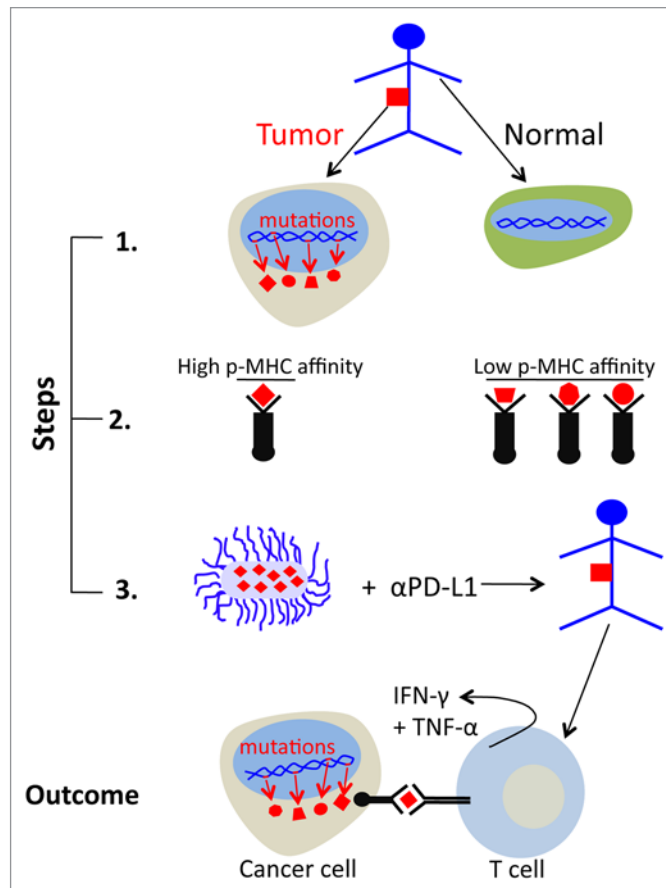 Tumor
Normal
mutations
Steps
1.
High p-MHC affinity
Low p-MHC affinity
2.
3.
+ αPD-L1
IFN-γ
+ TNF-α
mutations
Outcome
Cancer cell
T cell